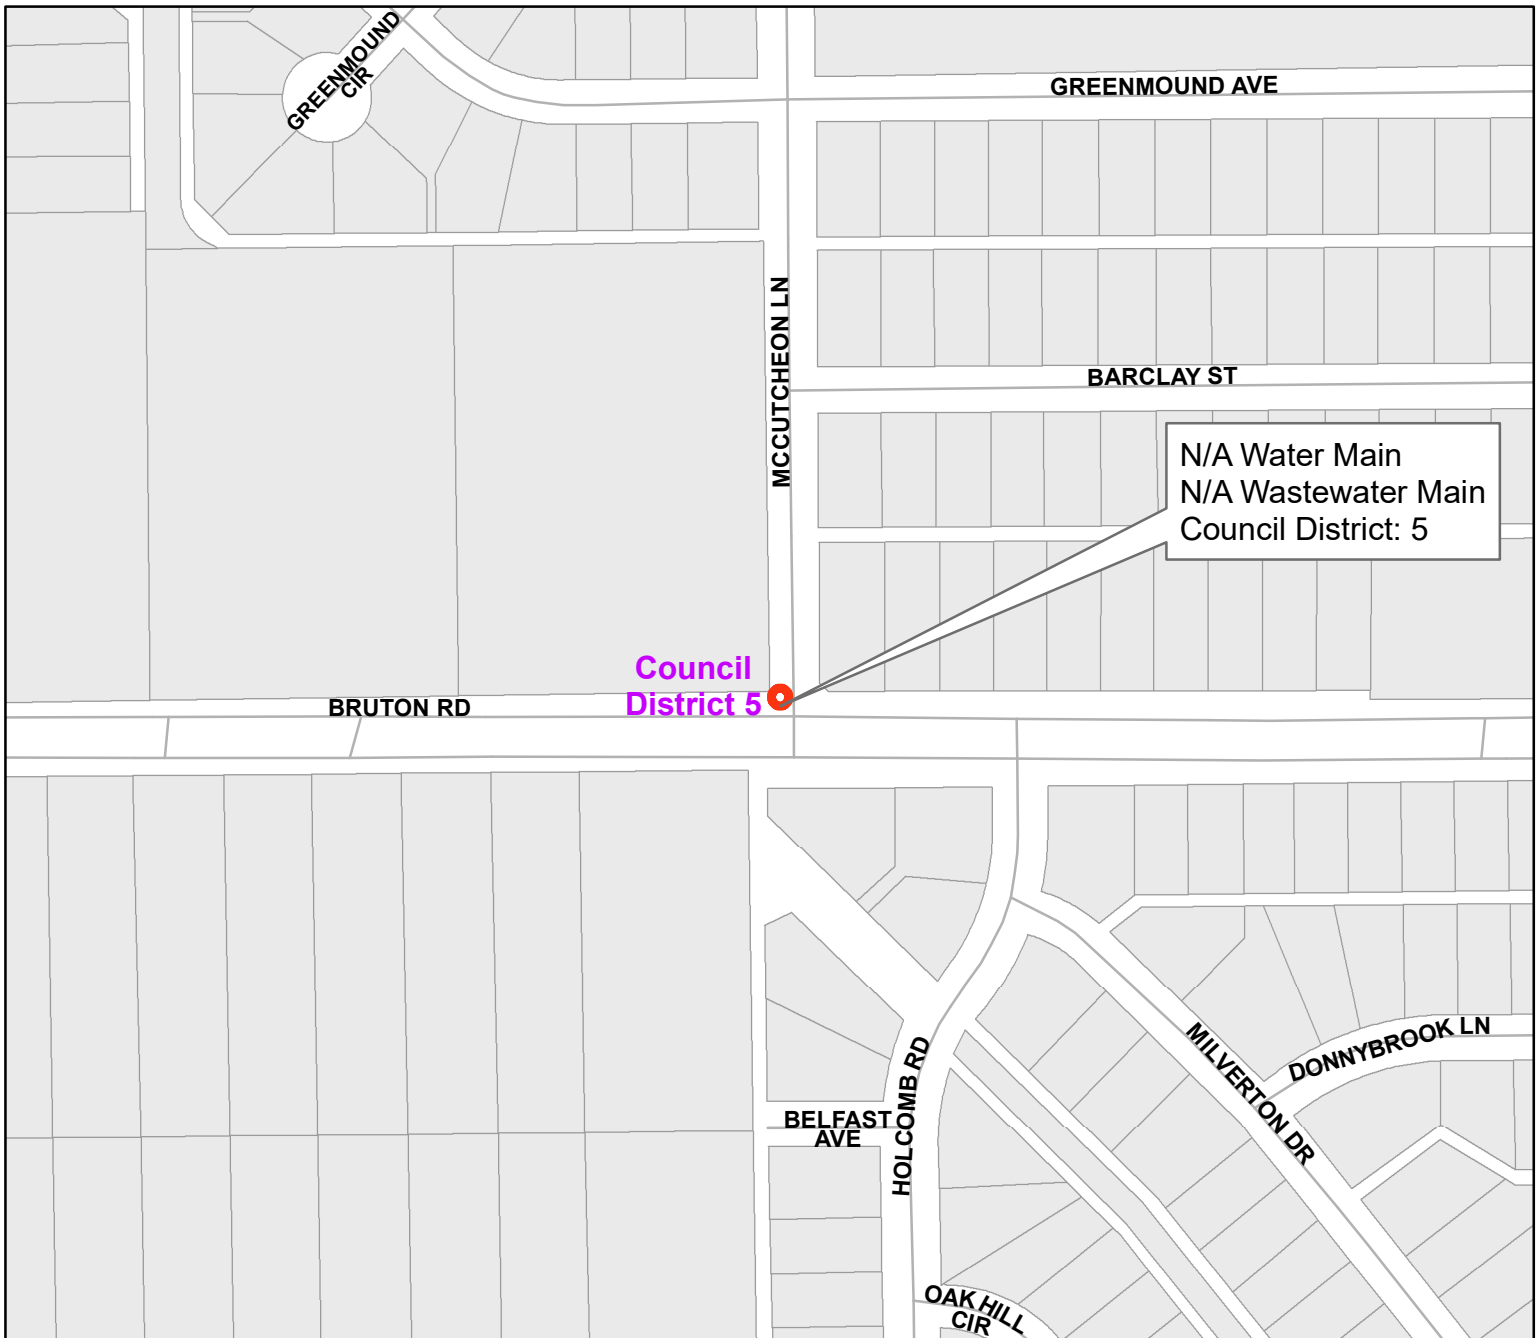 GREENMOUND
CIR
GREENMOUND AVE
MCCUTCHEON LN
BARCLAY ST
N/A Water Main
N/A Wastewater Main
Council District: 5
Council
District 5
BRUTON RD
MILVERTON DR
DONNYBROOK LN
HOLCOMB RD
BELFAST
AVE
OAK HILL
CIR